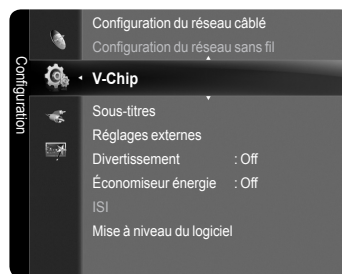 Configuration
Configuration du réseau câblé
Configuration du réseau sans fil
V-Chip
Sous-titres
Réglages externes
Divertissement : Off
Économiseur énergie : Off
ISI
Mise à niveau du logiciel